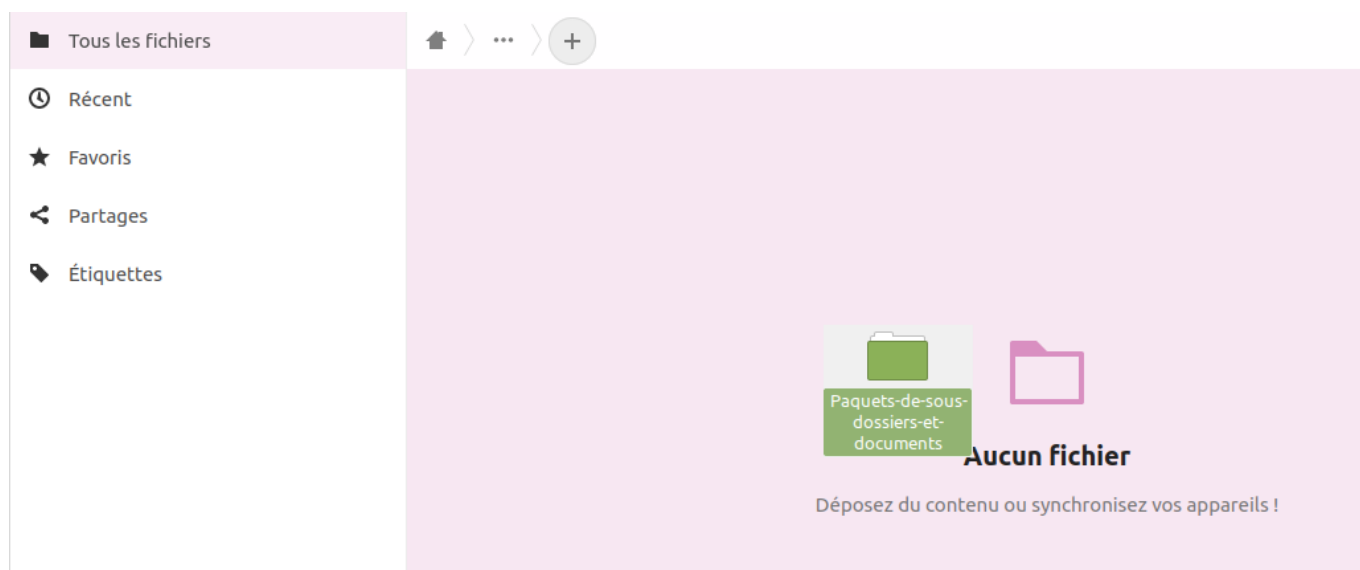 Tous les fichiers
Récent
Favoris
Partages
Étiquettes
Paquets-de-sous-
dossiers-et-
documents
Aucun fichier
Déposez du contenu ou synchronisez vos appareils !